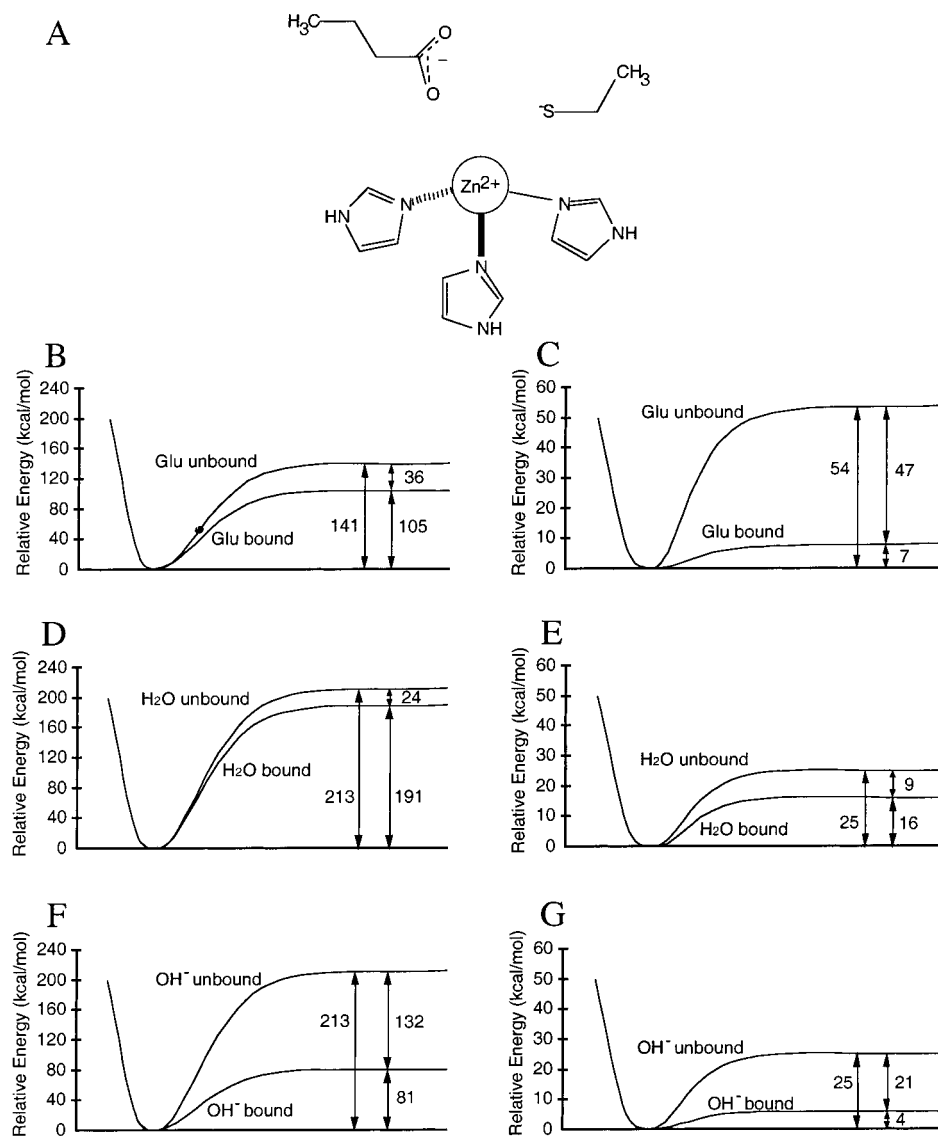 A
H3C
O
O
–
CH3
-S
Zn2+
HN
N
N
NH
N
NH
B
Relative Energy (kcal/mol)
240
200
160
120
80
40
0
Glu unbound
Glu bound
141
36
105
C
Relative Energy (kcal/mol)
60
50
40
30
20
10
0
Glu unbound
Glu bound
54
47
7
D
Relative Energy (kcal/mol)
240
200
160
120
80
40
0
H2O unbound
H2O bound
213
24
191
E
Relative Energy (kcal/mol)
60
50
40
30
20
10
0
H2O unbound
H2O bound
25
9
16
F
Relative Energy (kcal/mol)
240
200
160
120
80
40
0
OH- unbound
OH- bound
213
132
81
G
Relative Energy (kcal/mol)
60
50
40
30
20
10
0
OH- unbound
OH- bound
25
21
4